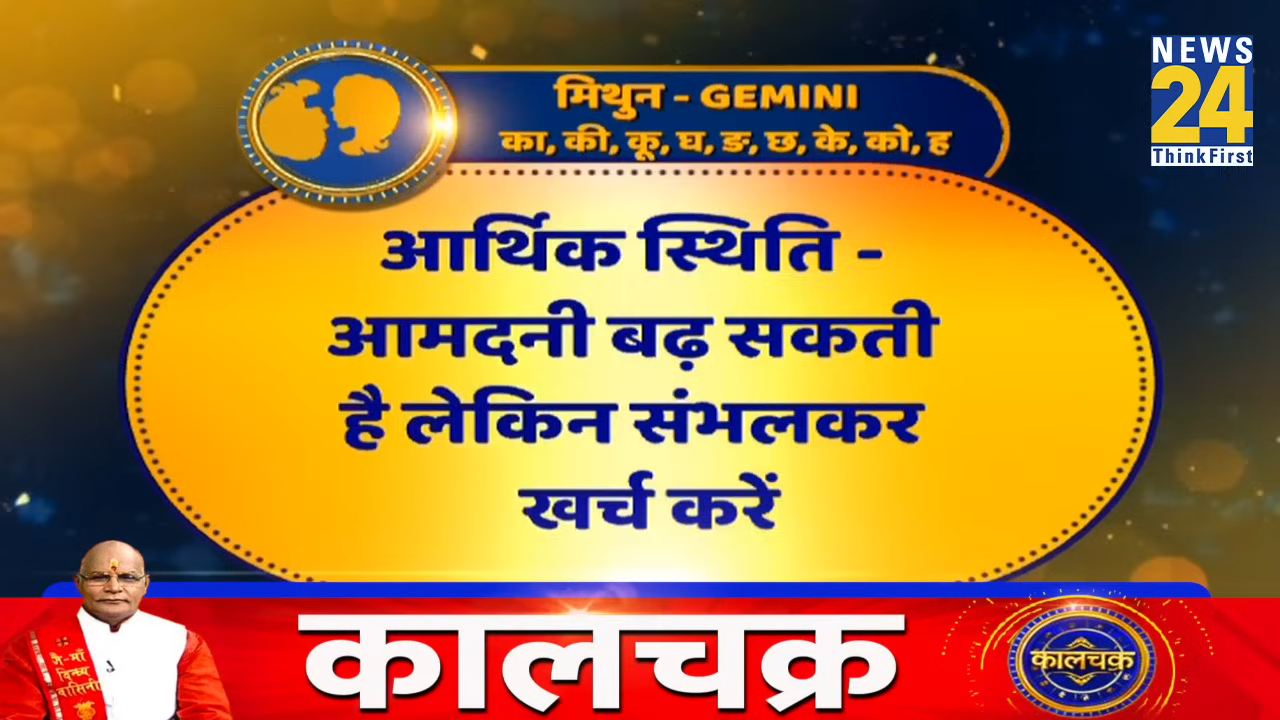 मिथुन - GEMINI
का, की, कू, घ, ङ, छ, के, को, ह
NEWS
24
ThinkFirst
आर्थिक स्थिति -
आमदनी बढ़ सकती
है लेकिन संभलकर
खर्च करें
जै-माँ
विन्ध्य
वासिनी
कालचक्र
कालचक्र